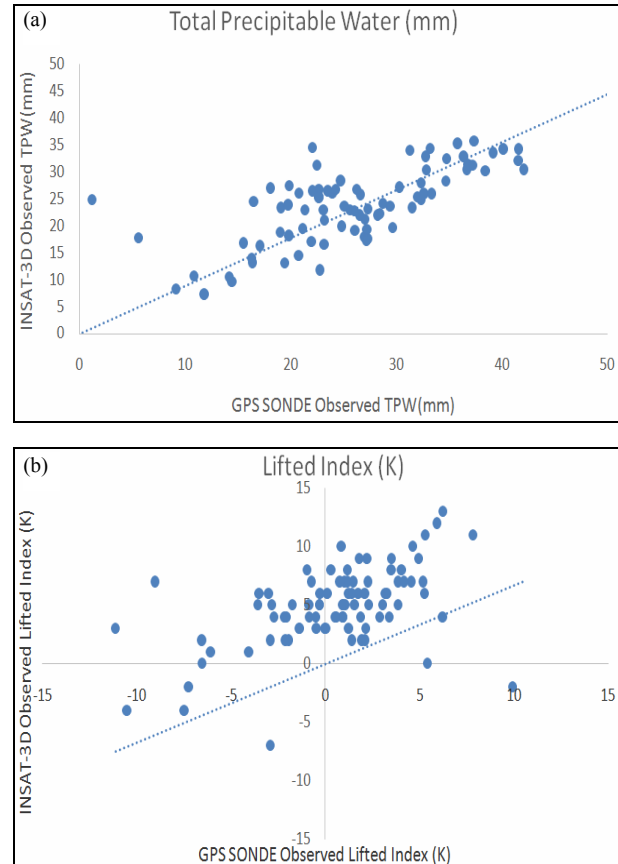 (a)
Total Precipitable Water (mm)
INSAT-3D Observed TPW(mm)
50
45
40
35
30
25
20
15
10
5
0
0 10 20 30 40 50
GPS SONDE Observed TPW(mm)
(b)
Lifted Index (K)
INSAT-3D Observed Lifted Index (K)
15
10
5
0
-15 -10 -5 0 5 10 15
-5
-10
-15
GPS SONDE Observed Lifted Index (K)